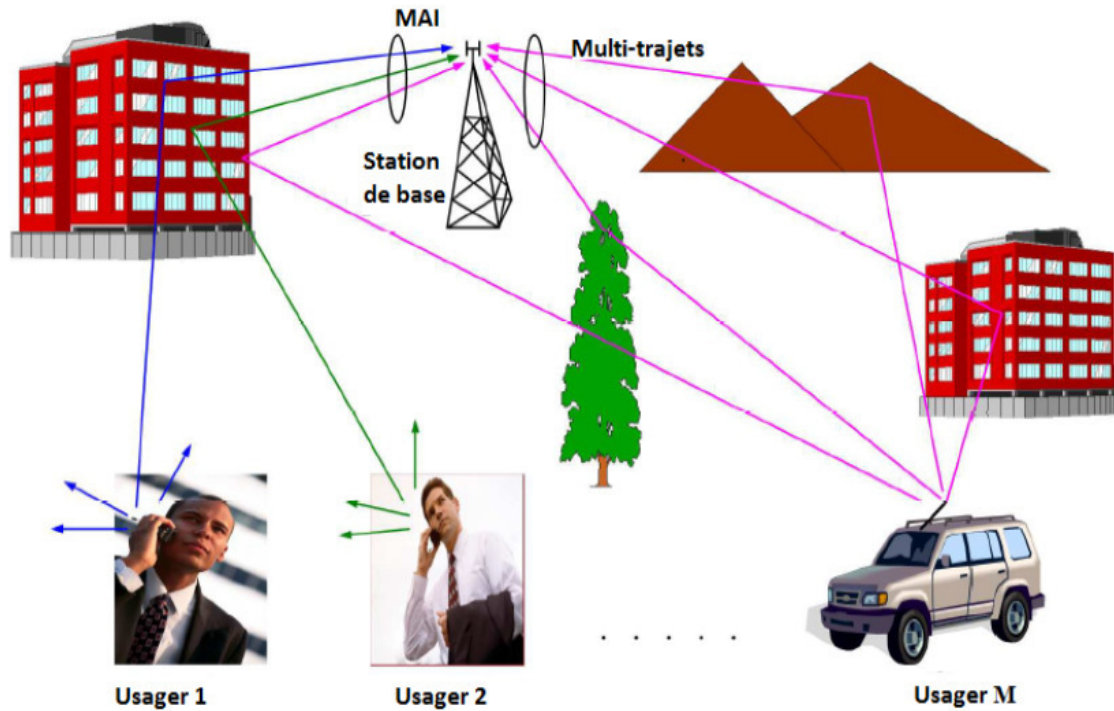 MAI
Multi-trajets
Station
de base
. . . . .
Usager 1
Usager 2
Usager M